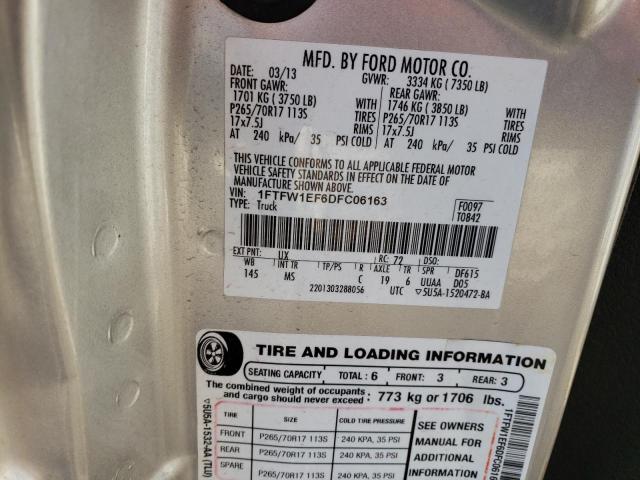 MFD. BY FORD MOTOR CO.
DATE: 03/13 GVWR: 3334 KG ( 7350 LB)
FRONT GAWR: REAR GAWR:
1701 KG ( 3750 LB) WITH 1746 KG ( 3850 LB) WITH
P265/70R17 113S TIRES P265/70R17 113S TIRES
17x7.5J RIMS 17x7.5J RIMS
AT 240 kPa/ 35 PSI COLD AT 240 kPa/ 35 PSI COLD
THIS VEHICLE CONFORMS TO ALL APPLICABLE FEDERAL MOTOR
VEHICLE SAFETY STANDARDS IN EFFECT ON THE DATE OF
MANUFACTURE SHOWN ABOVE.
VIN: 1FTFW1EF6DFC06163 F0097
TYPE: Truck T0842
EXT PNT: UX RC: 72 DSO:
WB INT TR TP/PS R AXLE TR SPR DF615
145 MS C 19 6 UUAA D05
2201303288056 UTC ▽5U5A-1520472-BA
TIRE AND LOADING INFORMATION
SEATING CAPACITY TOTAL : 6 FRONT: 3 REAR: 3
The combined weight of occupants
and cargo should never exceed : 773 kg or 1706 lbs.
TIRE SIZE COLD TIRE PRESSURE
FRONT P265/70R17 113S 240 KPA, 35 PSI
REAR P265/70R17 113S 240 KPA, 35 PSI
SPARE P265/70R17 113S 240 KPA, 35 PSI
SEE OWNERS
MANUAL FOR
ADDITIONAL
INFORMATION
▽5U5A-1532-AA (TLU)
1FTFW1EF6DFC0616